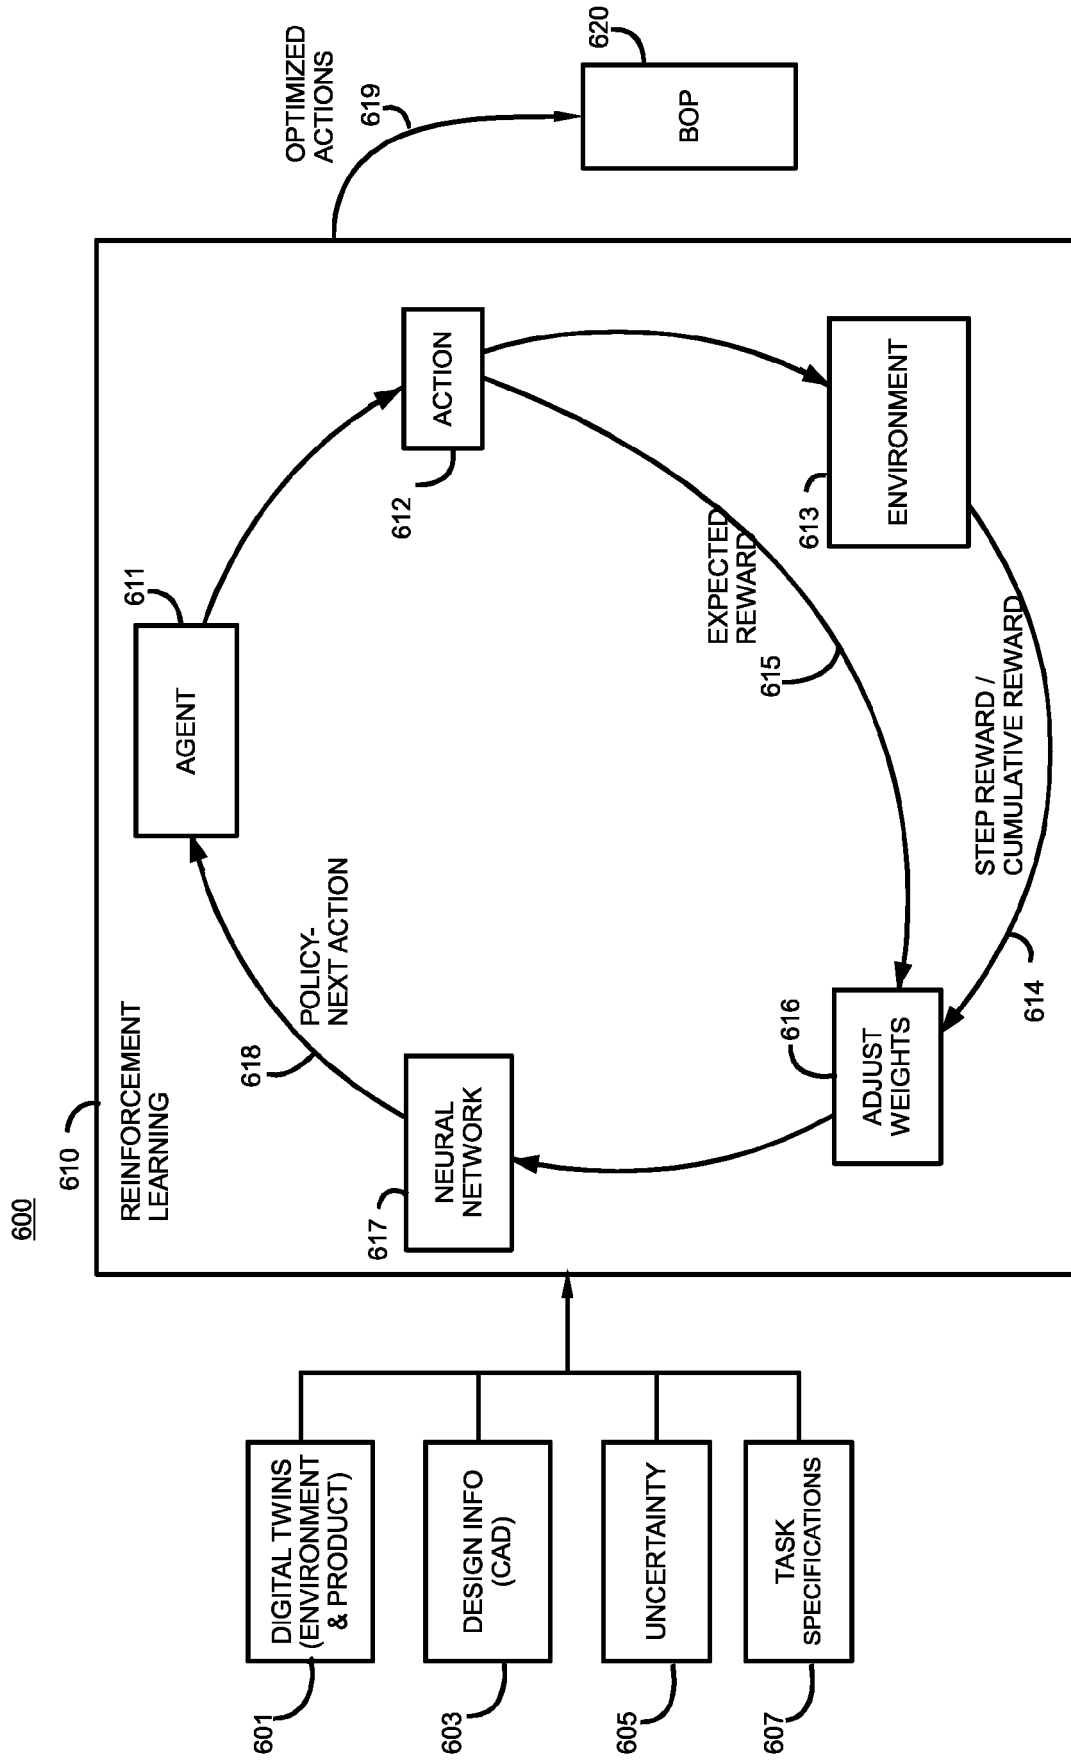 600
601
DIGITAL TWINS
(ENVIRONMENT
& PRODUCT)
603
DESIGN INFO
(CAD)
605
UNCERTAINTY
607
TASK
SPECIFICATIONS
610
REINFORCEMENT
LEARNING
611
AGENT
612
ACTION
613
ENVIRONMENT
STEP REWARD /
CUMULATIVE REWARD
614
EXPECTED
REWARD
615
616
ADJUST
WEIGHTS
617
NEURAL
NETWORK
618
POLICY-
NEXT ACTION
OPTIMIZED
ACTIONS
619
620
BOP